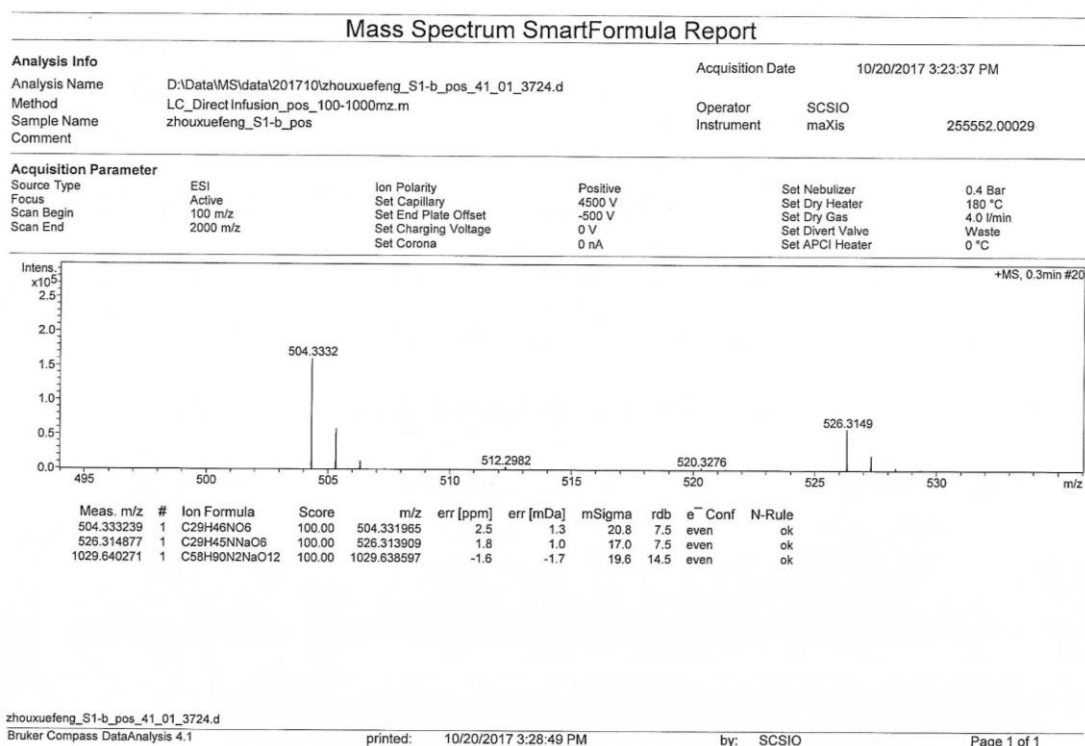 Mass Spectrum SmartFormula Report
Analysis Info
Acquisition Date 10/20/2017 3:23:37 PM
Analysis Name D:\Data\MS\data\201710\zhouxuefeng_S1-b_pos_41_01_3724.d
Method LC_Direct Infusion_pos_100-1000mz.m Operator SCSIO
Sample Name zhouxuefeng_S1-b_pos Instrument maXis 255552.00029
Comment
Acquisition Parameter
Source Type ESI Ion Polarity Positive Set Nebulizer 0.4 Bar
Focus Active Set Capillary 4500 V Set Dry Heater 180 °C
Scan Begin 100 m/z Set End Plate Offset -500 V Set Dry Gas 4.0 l/min
Scan End 2000 m/z Set Charging Voltage 0 V Set Divert Valve Waste
Set Corona 0 nA Set APCI Heater 0 °C
Intens.
x10⁵
+MS, 0.3min #20
2.5
2.0
504.3332
1.5
1.0
526.3149
0.5
512.2982 520.3276
0.0
495 500 505 510 515 520 525 530 m/z
Meas. m/z # Ion Formula Score m/z err [ppm] err [mDa] mSigma rdb e⁻ Conf N-Rule
504.333239 1 C29H46NO6 100.00 504.331965 2.5 1.3 20.8 7.5 even ok
526.314877 1 C29H45NNaO6 100.00 526.313909 1.8 1.0 17.0 7.5 even ok
1029.640271 1 C58H90N2NaO12 100.00 1029.638597 -1.6 -1.7 19.6 14.5 even ok
zhouxuefeng_S1-b_pos_41_01_3724.d
Bruker Compass DataAnalysis 4.1 printed: 10/20/2017 3:28:49 PM by: SCSIO Page 1 of 1